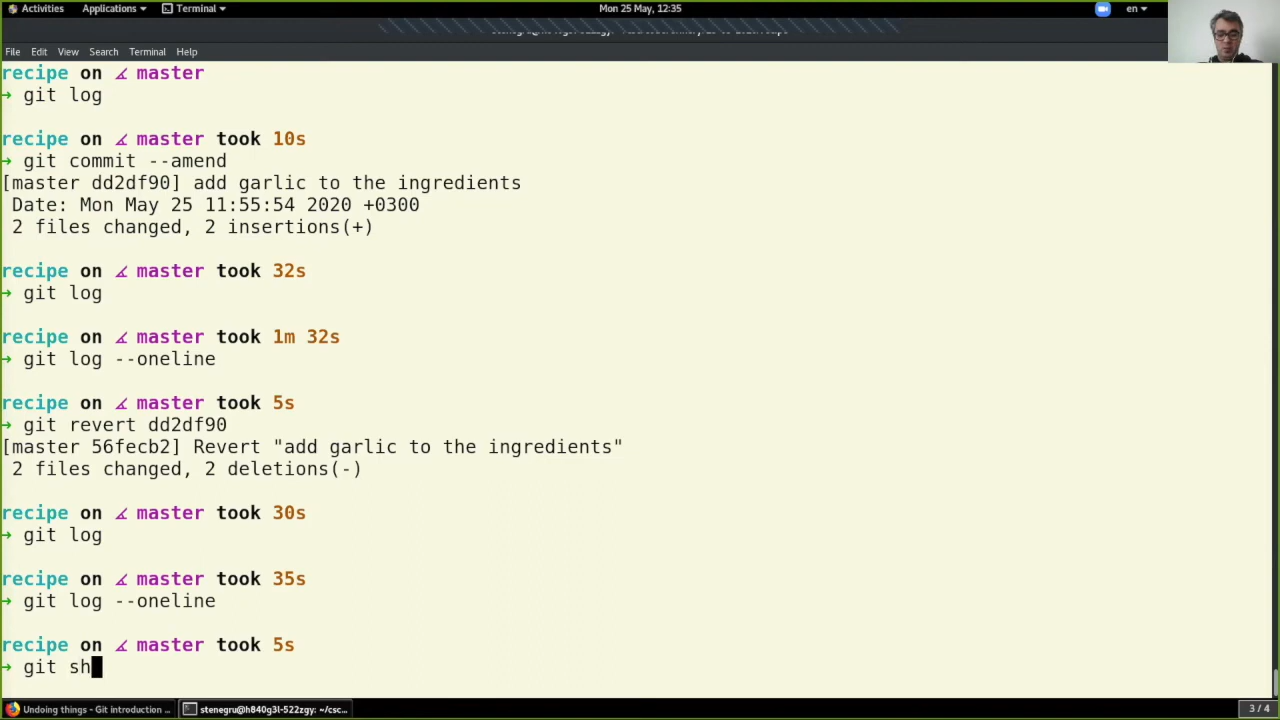 Activities Applications Terminal Mon 25 May, 12:35 en
File Edit View Search Terminal Help
recipe on master
→ git log
recipe on master took 10s
→ git commit --amend
[master dd2df90] add garlic to the ingredients
Date: Mon May 25 11:55:54 2020 +0300
2 files changed, 2 insertions(+)
recipe on master took 32s
→ git log
recipe on master took 1m 32s
→ git log --oneline
recipe on master took 5s
→ git revert dd2df90
[master 56fecb2] Revert "add garlic to the ingredients"
2 files changed, 2 deletions(-)
recipe on master took 30s
→ git log
recipe on master took 35s
→ git log --oneline
recipe on master took 5s
→ git sh
Undoing things - Git introduction ... stenegru@h840g3l-522zgy: ~/csc... 3 / 4